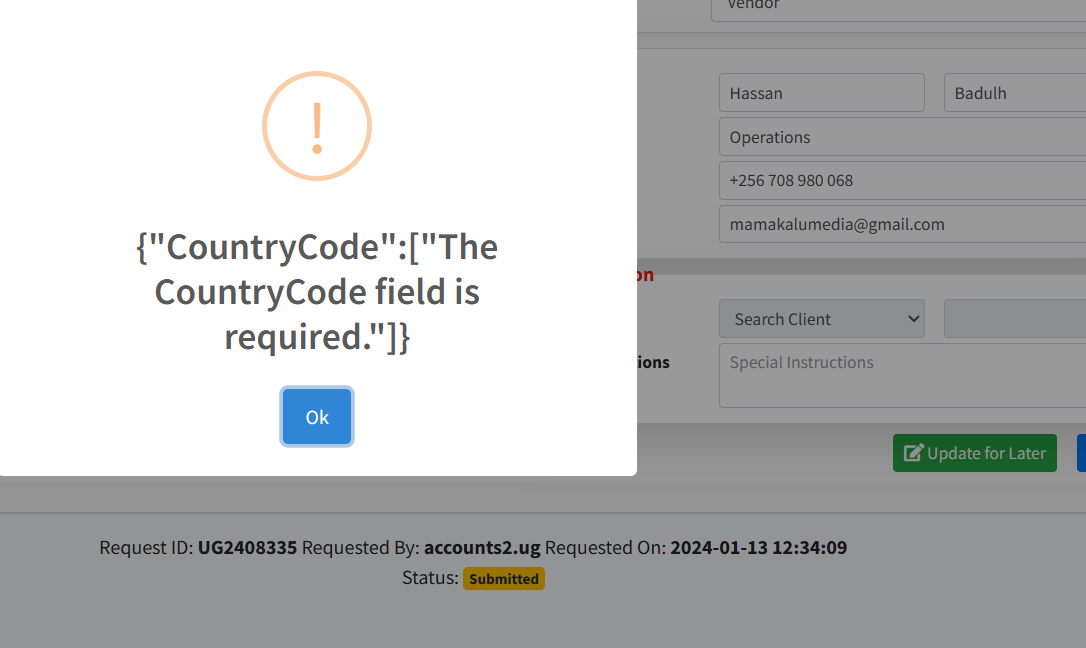 Vendor
!
{"CountryCode":["The
CountryCode field is
required."]}
Ok
Hassan
Badulh
Operations
+256 708 980 068
mamakalumedia@gmail.com
on
Search Client
ions
Special Instructions
Update for Later
Request ID: UG2408335 Requested By: accounts2.ug Requested On: 2024-01-13 12:34:09
Status: Submitted